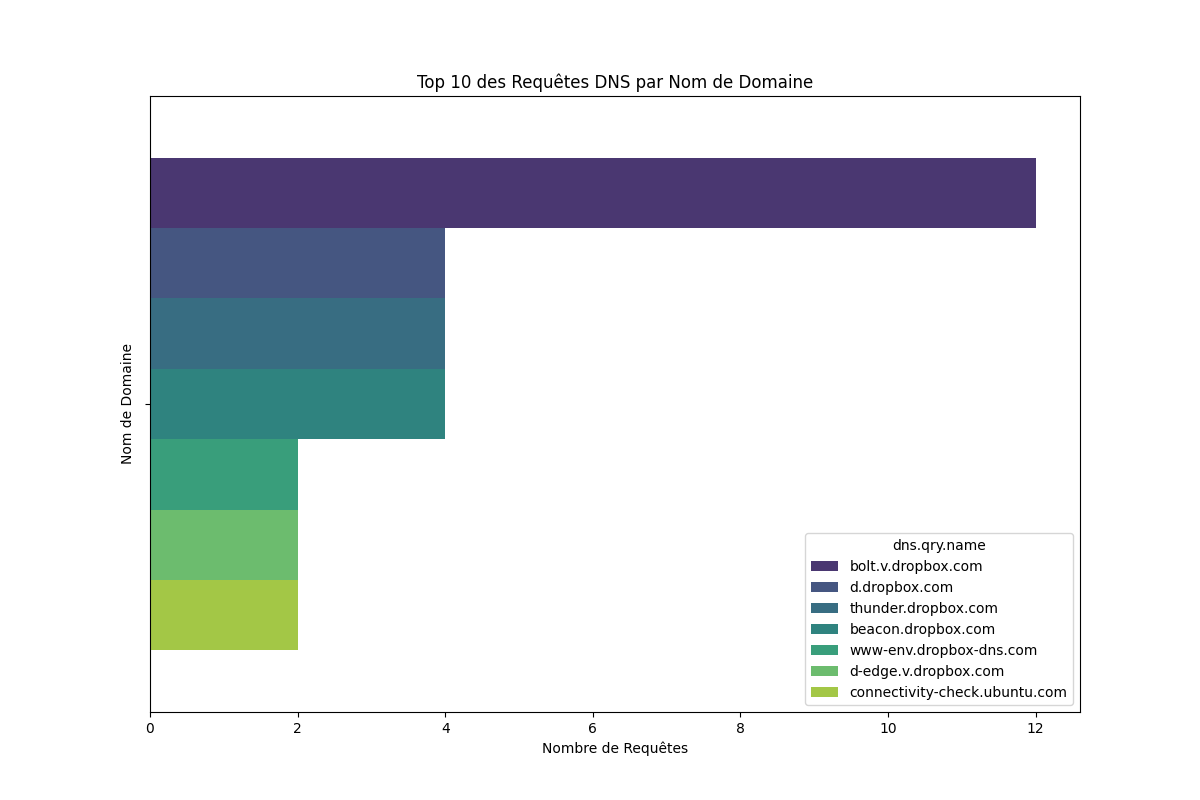 Top 10 des Requêtes DNS par Nom de Domaine
Nom de Domaine
dns.qry.name
bolt.v.dropbox.com
d.dropbox.com
thunder.dropbox.com
beacon.dropbox.com
www-env.dropbox-dns.com
d-edge.v.dropbox.com
connectivity-check.ubuntu.com
0 2 4 6 8 10 12
Nombre de Requêtes